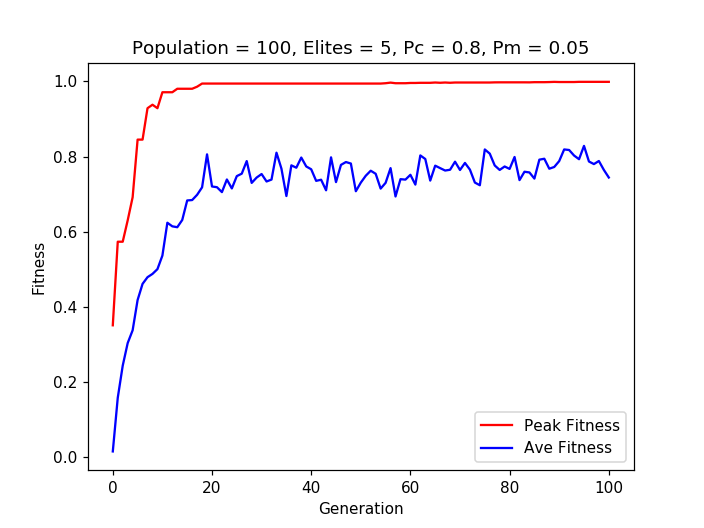 Population = 100, Elites = 5, Pc = 0.8, Pm = 0.05
1.0
0.8
0.6
0.4
0.2
0.0
Fitness
Peak Fitness
Ave Fitness
0 20 40 60 80 100
Generation